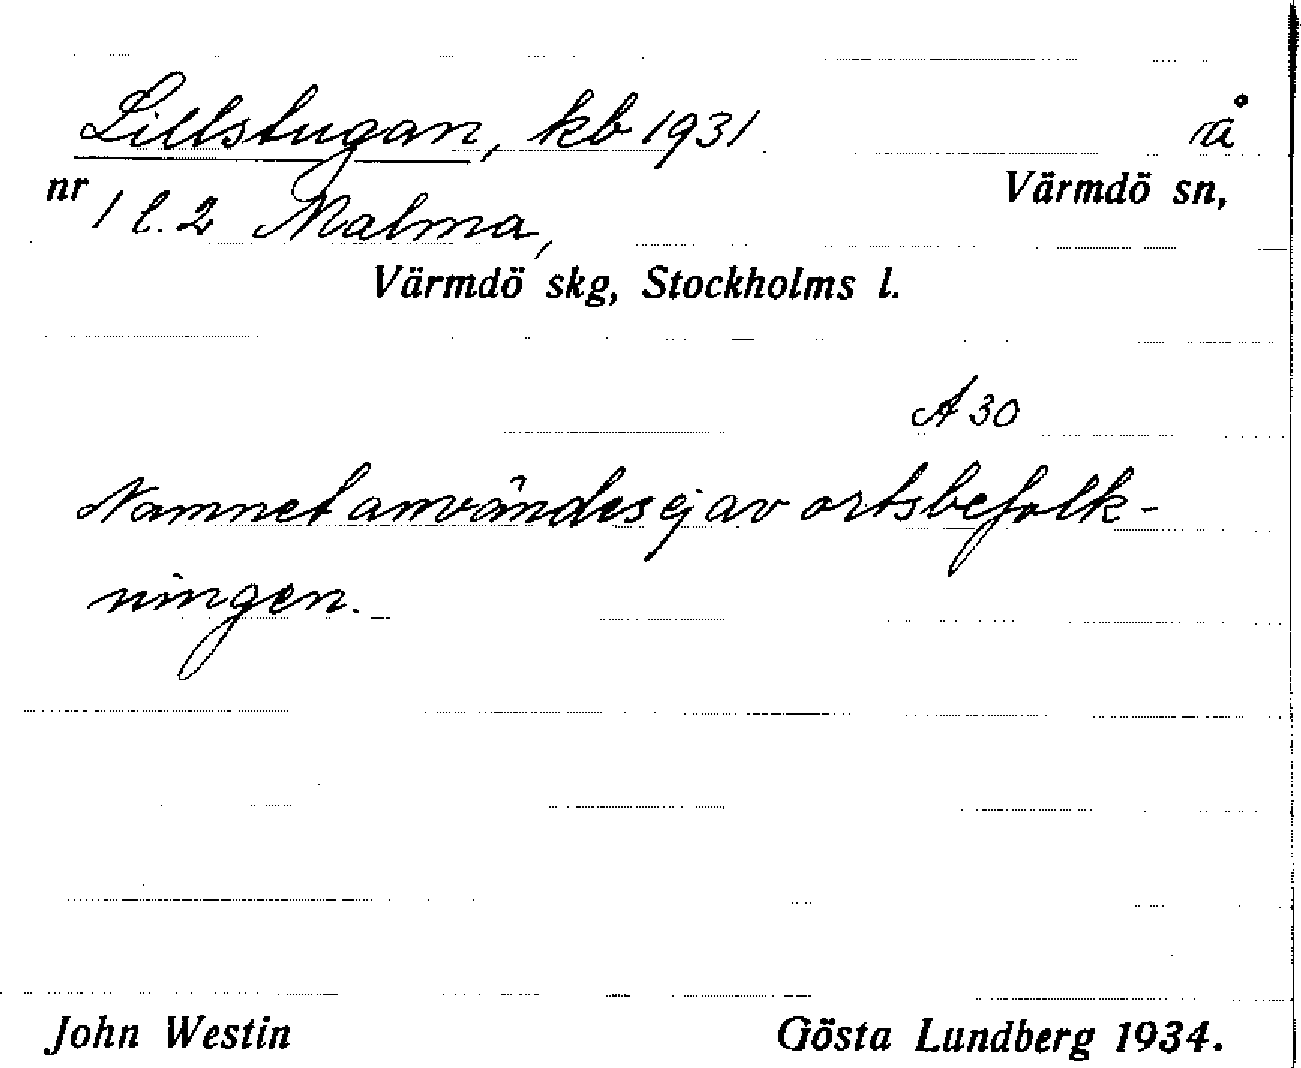 Lillstugan, kb 1931 å
nr 1 l. 2 Malma, Värmdö sn,
Värmdö skg, Stockholms l.
A 30
Namnet användes ej av ortsbefolk-
ningen.
John Westin Gösta Lundberg 1934.